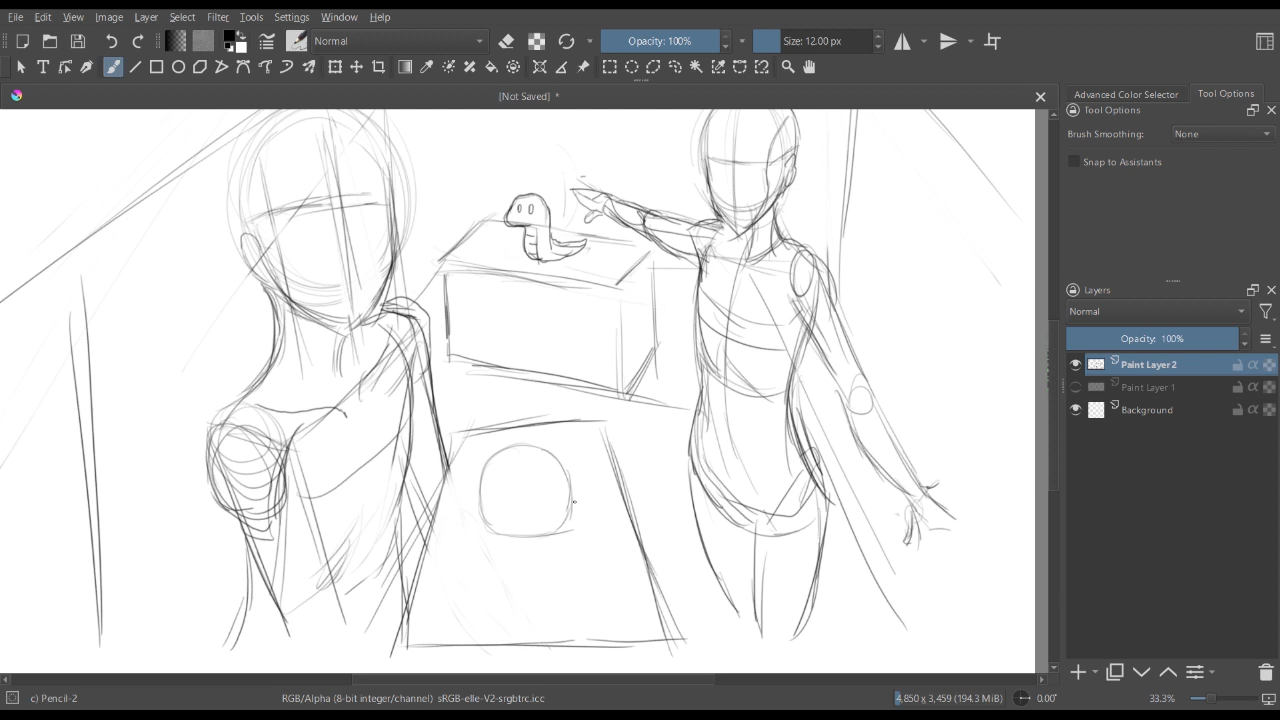 File Edit View Image Layer Select Filter Tools Settings Window Help
Normal Opacity: 100% Size: 12.00 px
[Not Saved] *
Advanced Color Selector Tool Options
Tool Options
Brush Smoothing: None
Snap to Assistants
Layers
Normal
Opacity: 100%
Paint Layer 2
Paint Layer 1
Background
c) Pencil-2 RGB/Alpha (8-bit integer/channel) sRGB-elle-V2-srgbtrc.icc 4,850 x 3,459 (194.3 MiB) 0.00° 33.3%